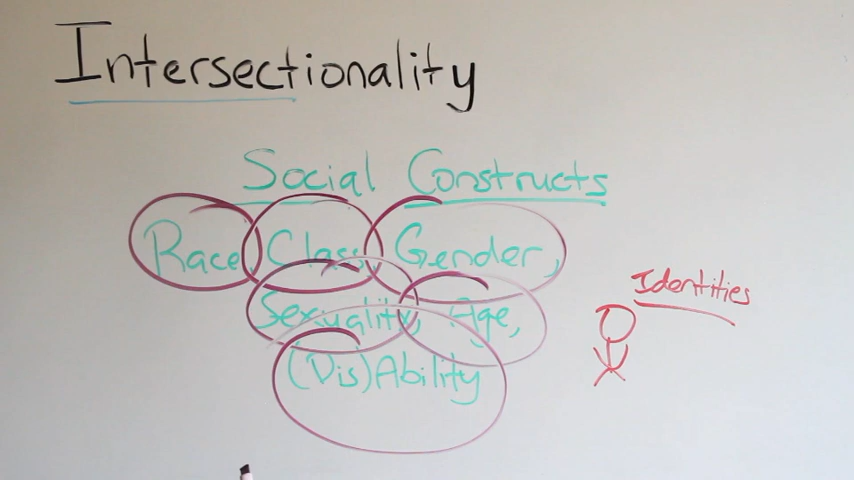 Intersectionality
Social Constructs
Race, Class, Gender,
Sexuality, Age,
(Dis)Ability
Identities